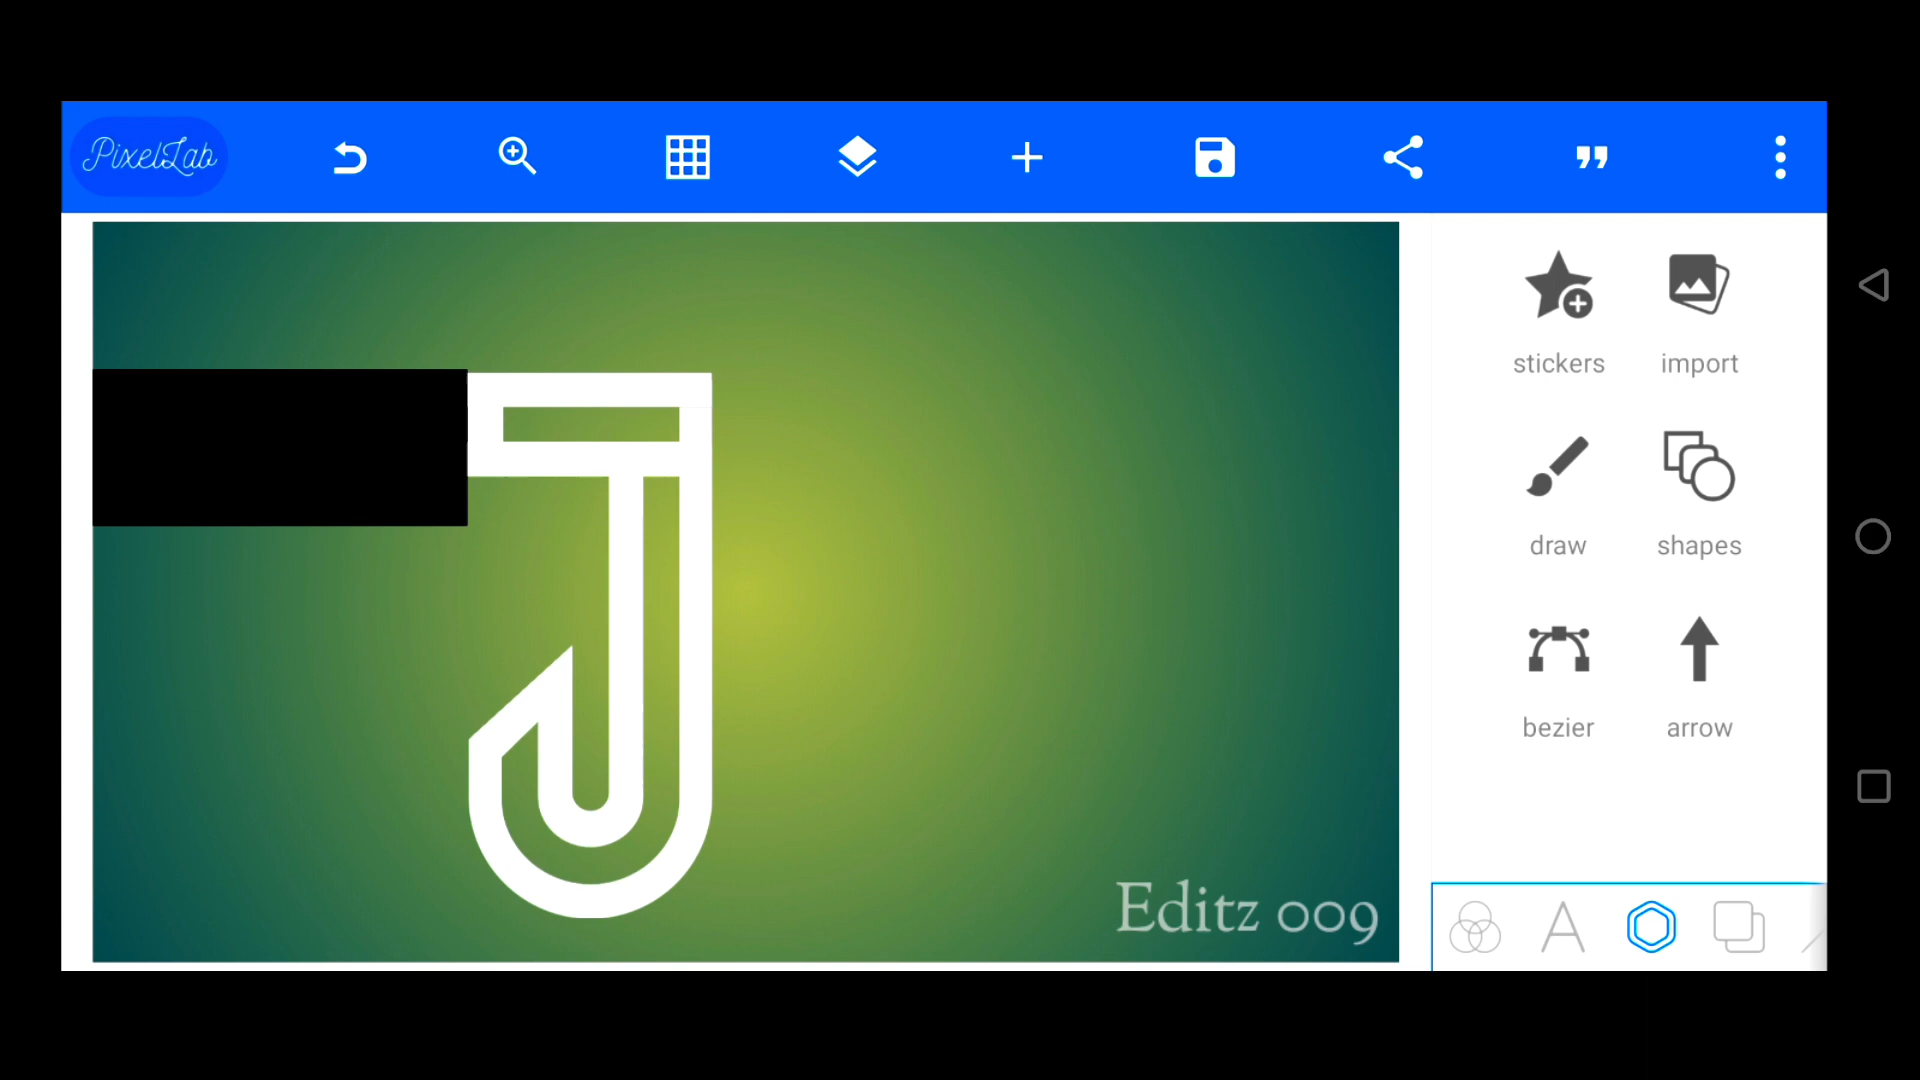 PixelLab
stickers import
draw shapes
bezier arrow
J
Editz 009